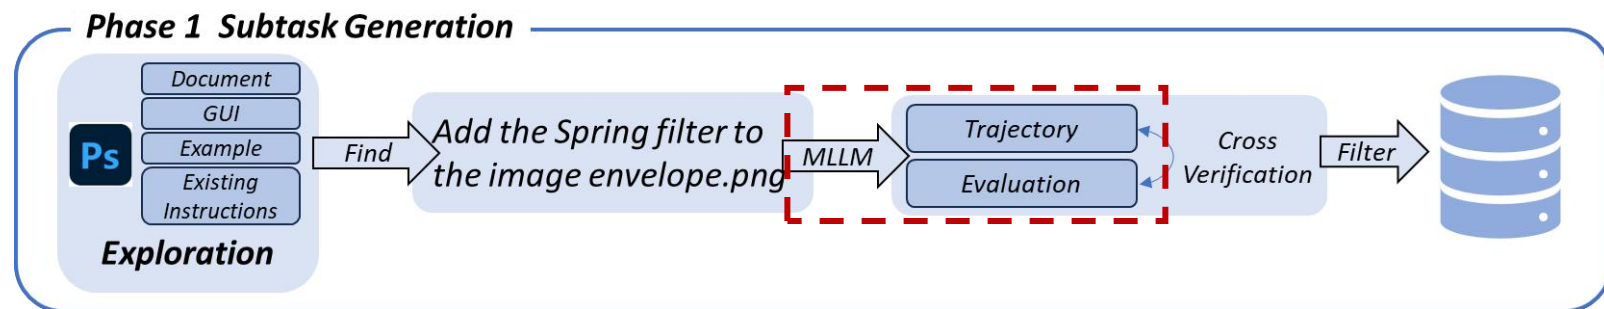 Phase 1 Subtask Generation
Ps
Document
GUI
Example
Existing
Instructions
Exploration
Find
Add the Spring filter to
the image envelope.png
MLLM
Trajectory
Evaluation
Cross
Verification
Filter